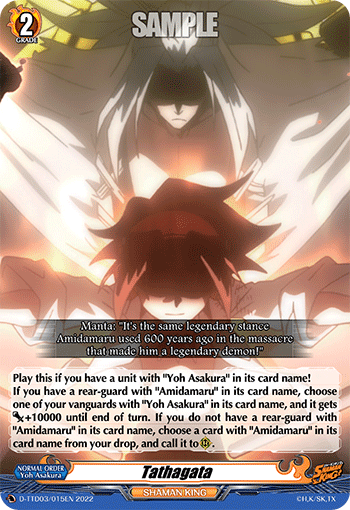 SAMPLE
2
GRADE
Manta: "It's the same legendary stance
Amidamaru used 600 years ago in the massacre
that made him a legendary demon!"
Play this if you have a unit with "Yoh Asakura" in its card name!
If you have a rear-guard with "Amidamaru" in its card name, choose
one of your vanguards with "Yoh Asakura" in its card name, and it gets
+10000 until end of turn. If you do not have a rear-guard with
"Amidamaru" in its card name, choose a card with "Amidamaru" in its
card name from your drop, and call it to .
NORMAL ORDER
Yoh Asakura
Tathagata
SHAMAN KING
SHAMAN KING
D-TTD03/015EN 2022
©H.K/SK,TX